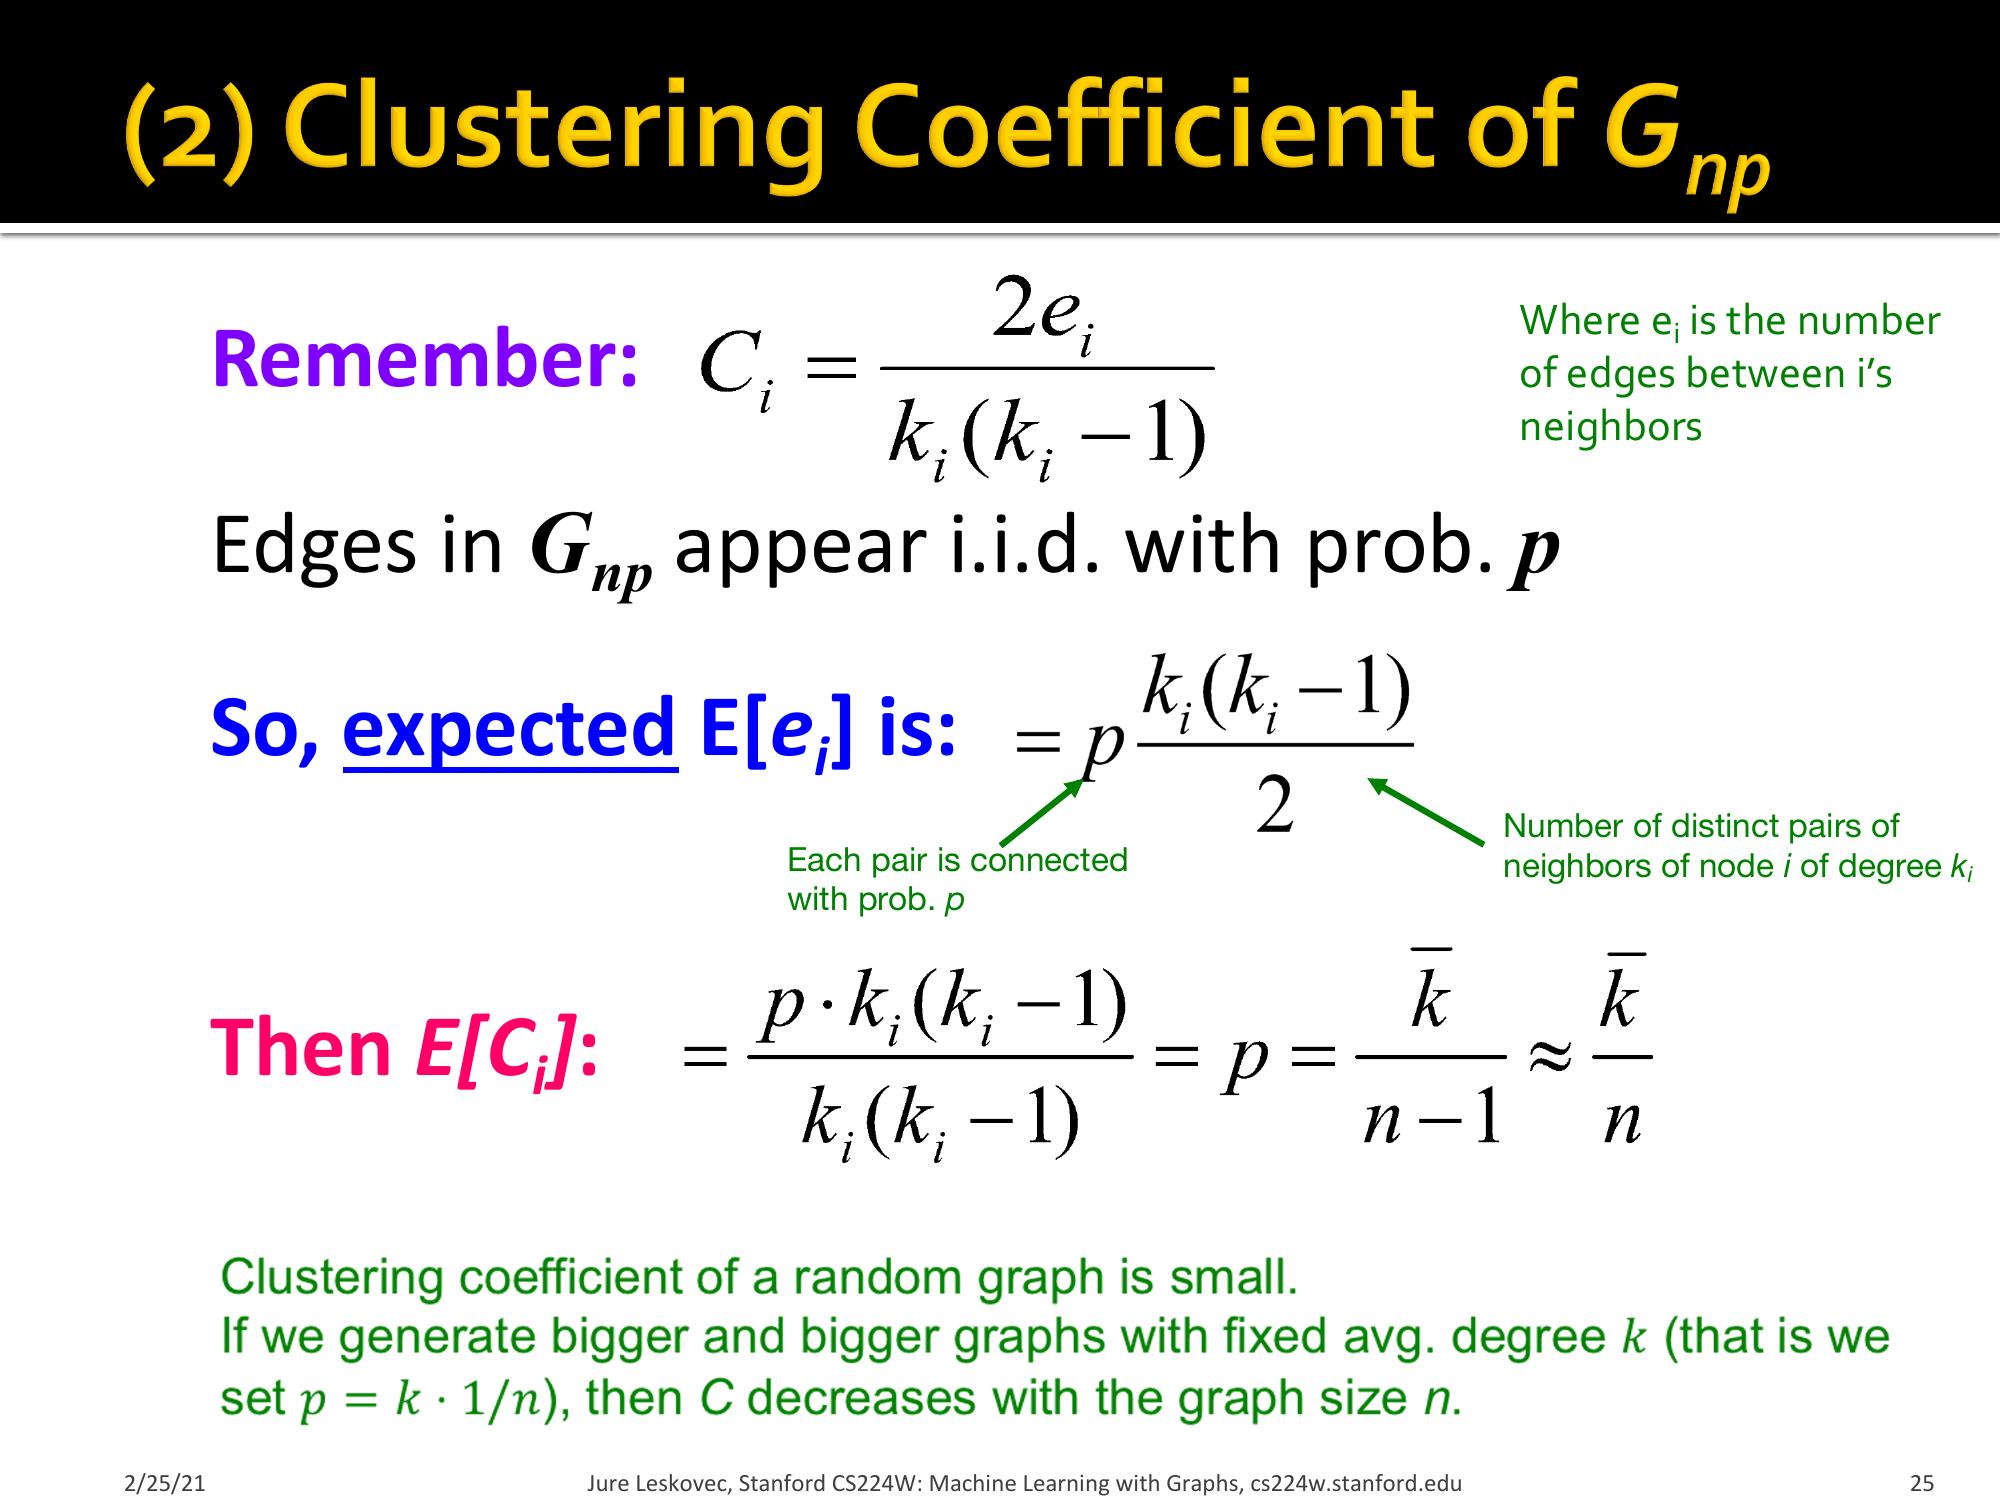 (2) Clustering Coefficient of G_{np}
Remember: C_i = \frac{2e_i}{k_i(k_i - 1)}
Where e_i is the number
of edges between i's
neighbors
Edges in G_{np} appear i.i.d. with prob. p
So, expected E[e_i] is: = p \frac{k_i(k_i - 1)}{2}
Each pair is connected
with prob. p
Number of distinct pairs of
neighbors of node i of degree k_i
Then E[C_i]: = \frac{p \cdot k_i(k_i - 1)}{k_i(k_i - 1)} = p = \frac{\overline{k}}{n - 1} ≈ \frac{\overline{k}}{n}
Clustering coefficient of a random graph is small.
If we generate bigger and bigger graphs with fixed avg. degree k (that is we
set p = k · 1/n), then C decreases with the graph size n.
2/25/21
Jure Leskovec, Stanford CS224W: Machine Learning with Graphs, cs224w.stanford.edu
25